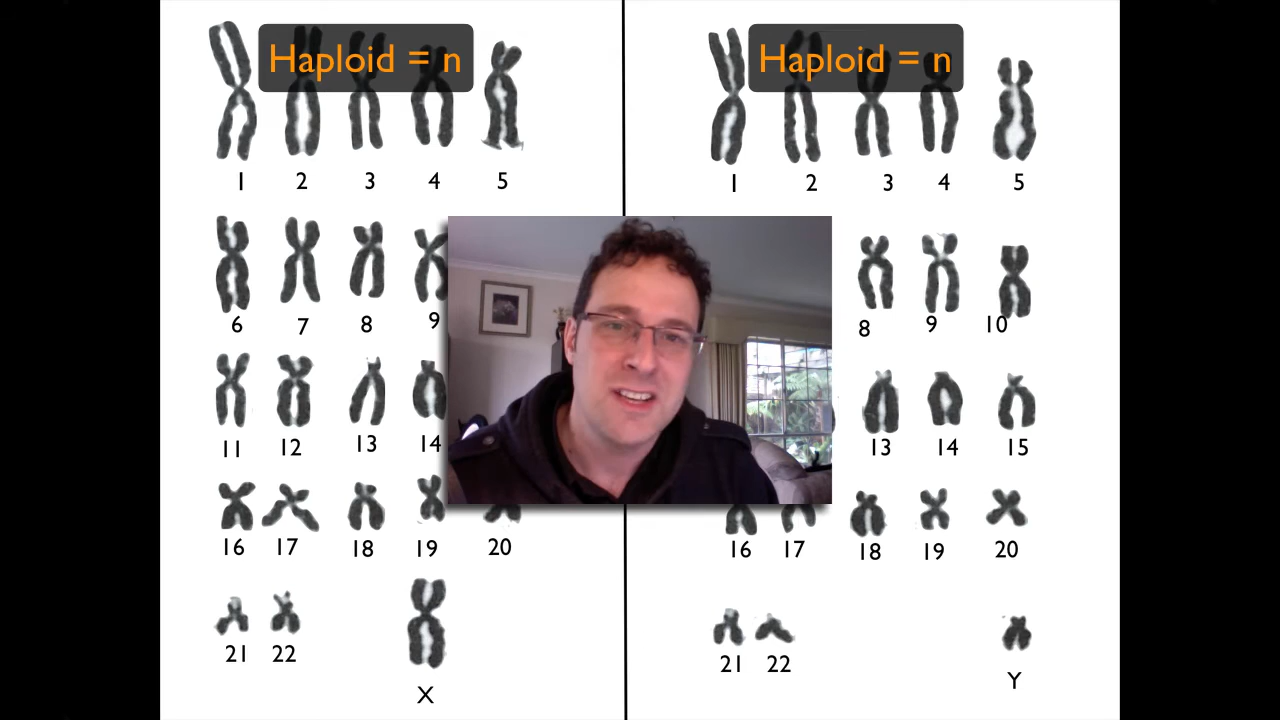 Haploid = n
1 2 3 4 5
6 7 8 9
11 12 13 14
16 17 18 19 20
21 22
X
Haploid = n
1 2 3 4 5
8 9 10
13 14 15
16 17 18 19 20
21 22
Y